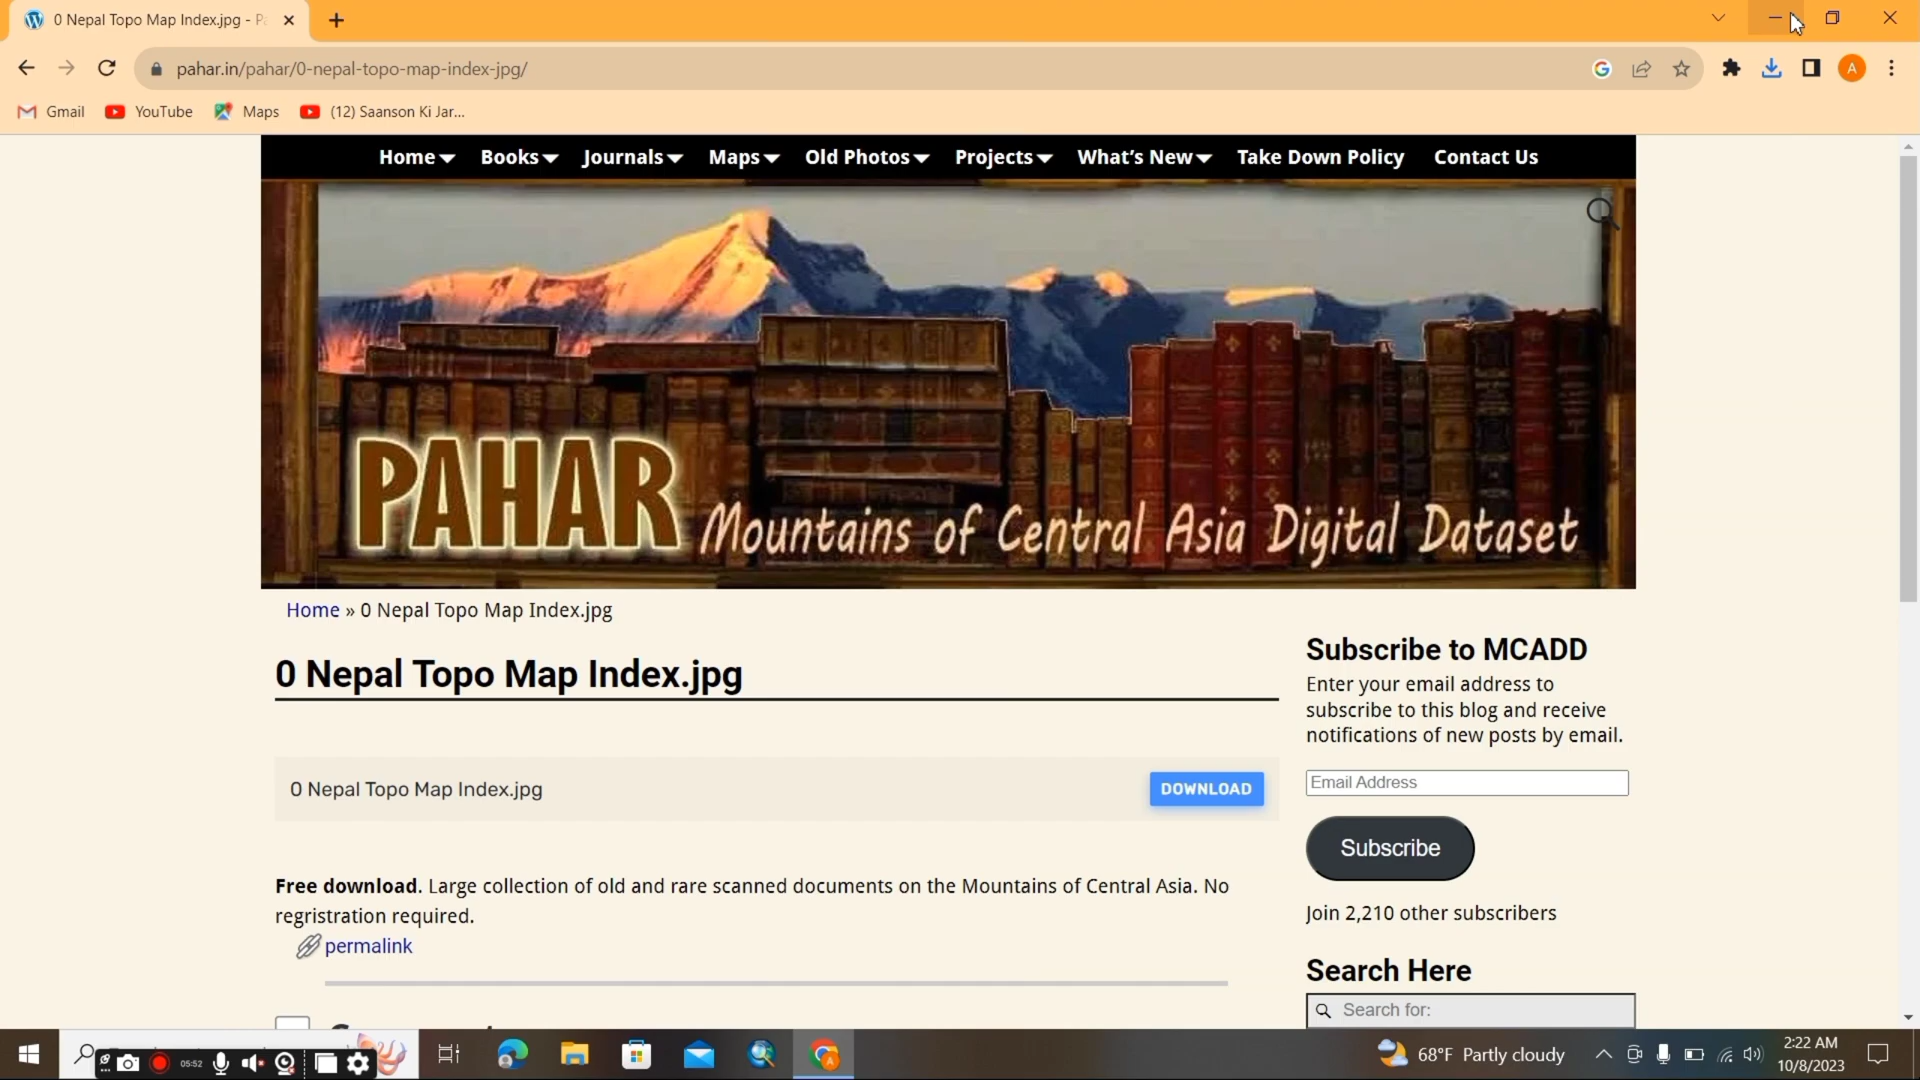 0 Nepal Topo Map Index.jpg - Pa
pahar.in/pahar/0-nepal-topo-map-index-jpg/
A
Gmail
YouTube
Maps
(12) Saanson Ki Jar...
Home
Books
Journals
Maps
Old Photos
Projects
What's New
Take Down Policy
Contact Us
PAHAR Mountains of Central Asia Digital Dataset
Home » 0 Nepal Topo Map Index.jpg
0 Nepal Topo Map Index.jpg
0 Nepal Topo Map Index.jpg
DOWNLOAD
Free download. Large collection of old and rare scanned documents on the Mountains of Central Asia. No
regristration required.
permalink
Subscribe to MCADD
Enter your email address to
subscribe to this blog and receive
notifications of new posts by email.
Email Address
Subscribe
Join 2,210 other subscribers
Search Here
Search for:
05:52
68°F Partly cloudy
2:22 AM
10/8/2023